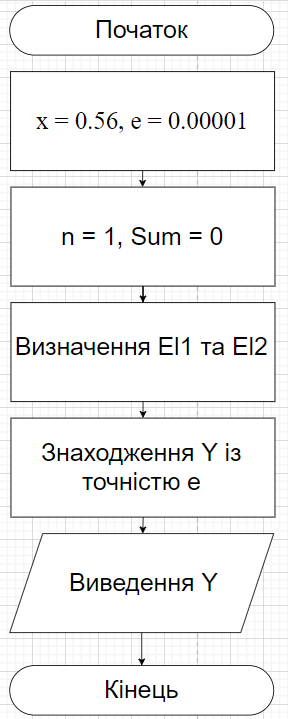 Початок
x = 0.56, e = 0.00001
n = 1, Sum = 0
Визначення El1 та El2
Знаходження Y із
точністю e
Виведення Y
Кінець